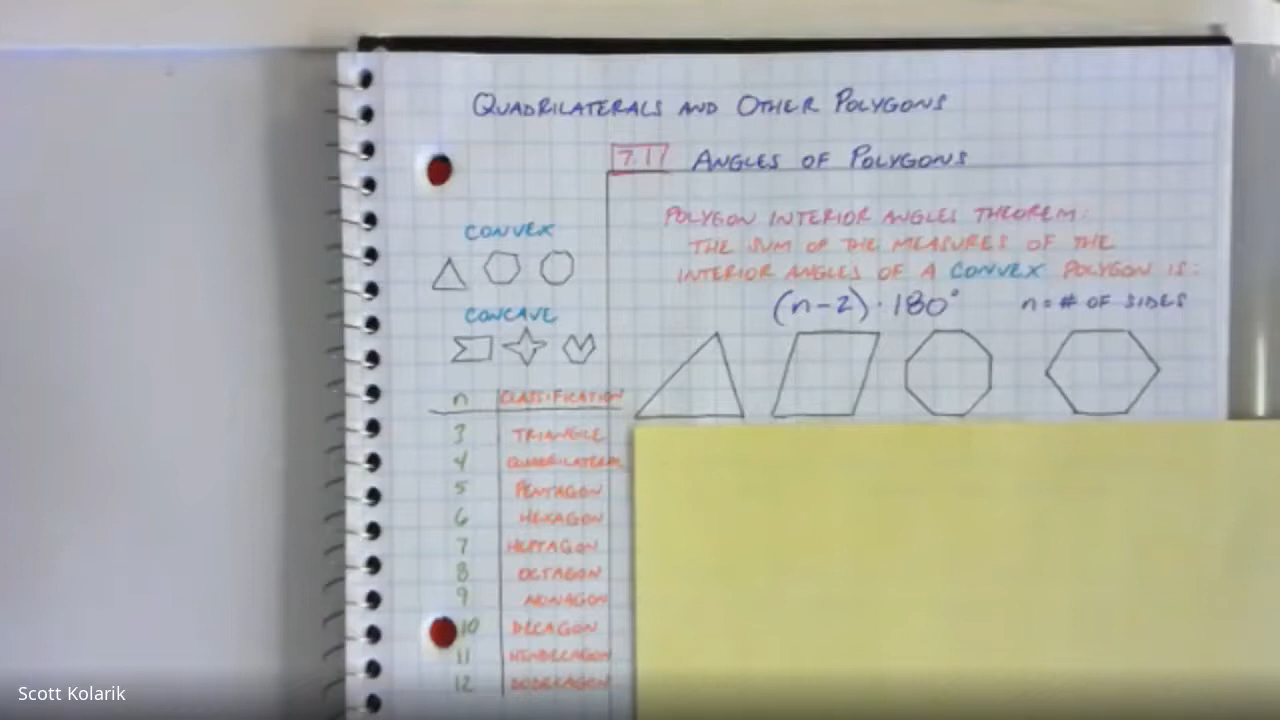 QUADRILATERALS AND OTHER POLYGONS
7.1 ANGLES OF POLYGONS
CONVEX
CONCAVE
n CLASSIFICATION
3 TRIANGLE
4 QUADRILATERAL
5 PENTAGON
6 HEXAGON
7 HEPTAGON
8 OCTAGON
9 NONAGON
10 DECAGON
11 HENDECAGON
12 DODECAGON
POLYGON INTERIOR ANGLES THEOREM:
THE SUM OF THE MEASURES OF THE
INTERIOR ANGLES OF A CONVEX POLYGON IS:
(n-2)·180° n=# OF SIDES
Scott Kolarik